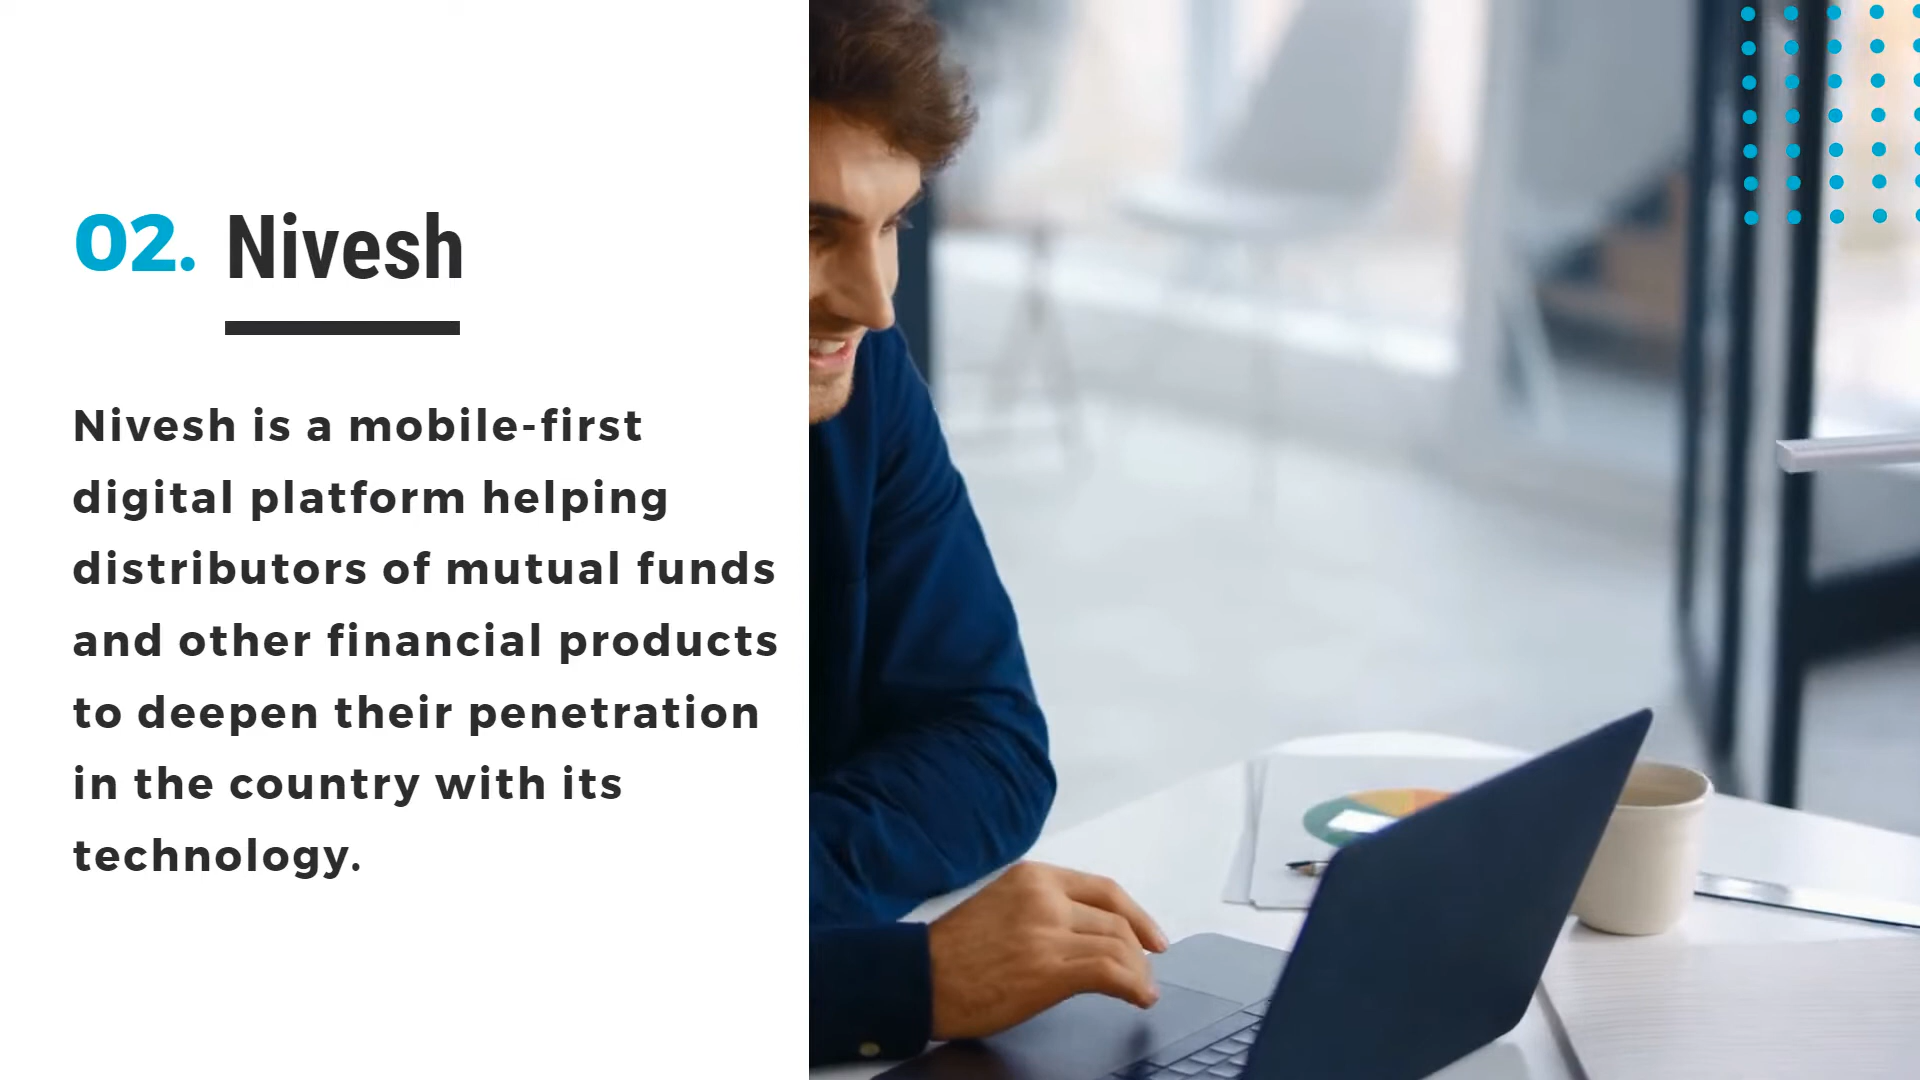 02. Nivesh
Nivesh is a mobile-first
digital platform helping
distributors of mutual funds
and other financial products
to deepen their penetration
in the country with its
technology.